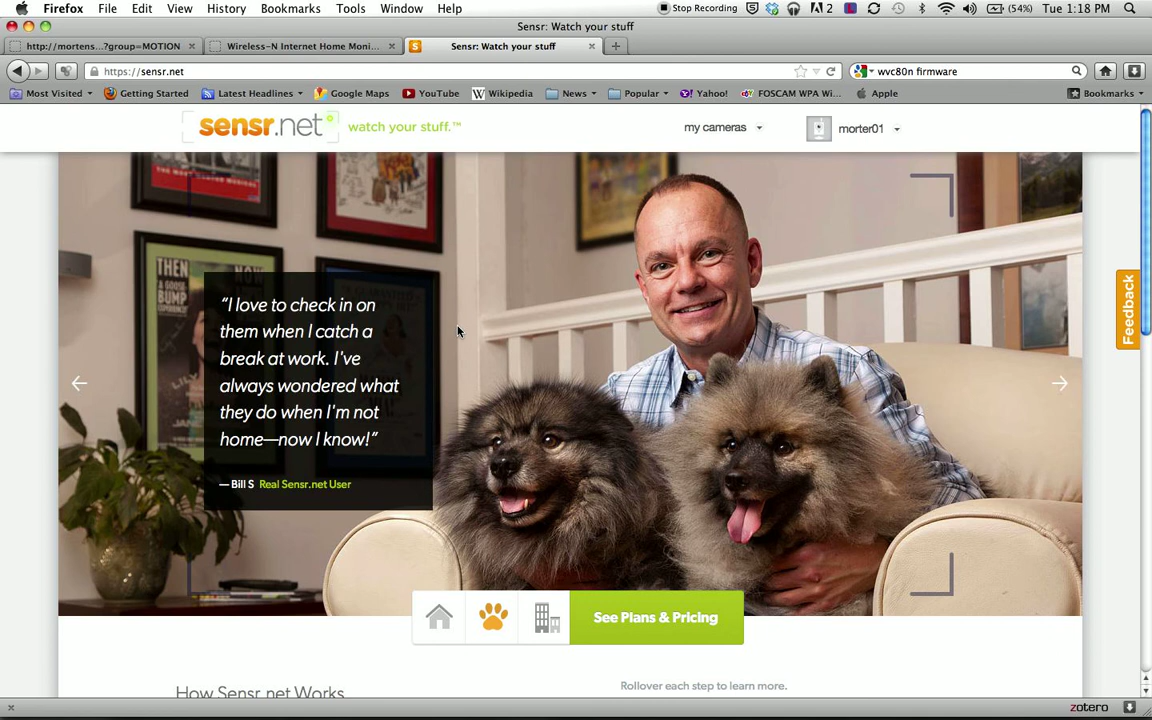 Firefox File Edit View History Bookmarks Tools Window Help Stop Recording 2 (54%) Tue 1:18 PM
Sensr: Watch your stuff
http://mortens...?group=MOTION Wireless-N Internet Home Moni... Sensr: Watch your stuff
https://sensr.net wvc80n firmware
Most Visited Getting Started Latest Headlines Google Maps YouTube Wikipedia News Popular Yahoo! FOSCAM WPA Wi... Apple Bookmarks
sensr.net watch your stuff.™ my cameras morter01
THEN NOW
A GOOSE-
BUMP
Feedback
“I love to check in on
them when I catch a
break at work. I've
always wondered what
they do when I'm not
home—now I know!”
— Bill S Real Sensr.net User
See Plans & Pricing
How Sensr.net Works
Rollover each step to learn more.
zotero